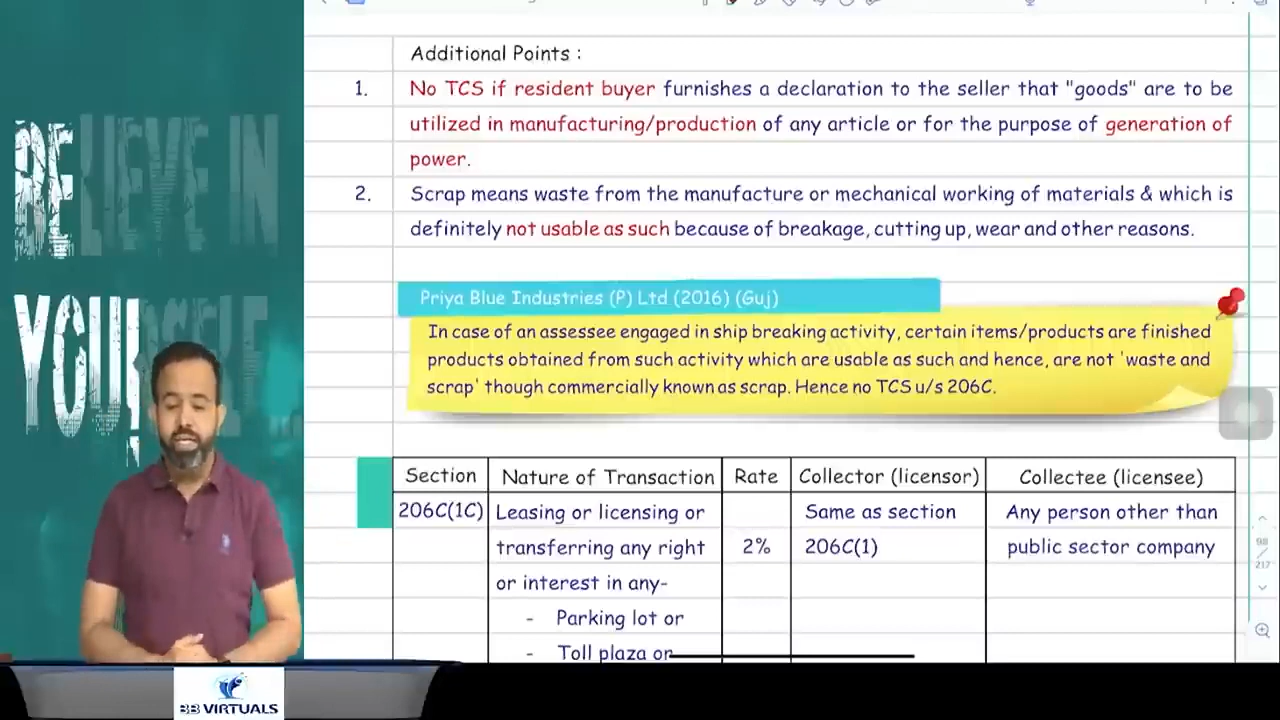 BELIEVE IN
YOURSELF
Additional Points :
1. No TCS if resident buyer furnishes a declaration to the seller that "goods" are to be
utilized in manufacturing/production of any article or for the purpose of generation of
power.
2. Scrap means waste from the manufacture or mechanical working of materials & which is
definitely not usable as such because of breakage, cutting up, wear and other reasons.
Priya Blue Industries (P) Ltd (2016) (Guj)
In case of an assessee engaged in ship breaking activity, certain items/products are finished
products obtained from such activity which are usable as such and hence, are not 'waste and
scrap' though commercially known as scrap. Hence no TCS u/s 206C.
Section Nature of Transaction Rate Collector (licensor) Collectee (licensee)
206C(1C) Leasing or licensing or Same as section Any person other than
transferring any right 2% 206C(1) public sector company
or interest in any-
- Parking lot or
- Toll plaza or
98
217
BB VIRTUALS